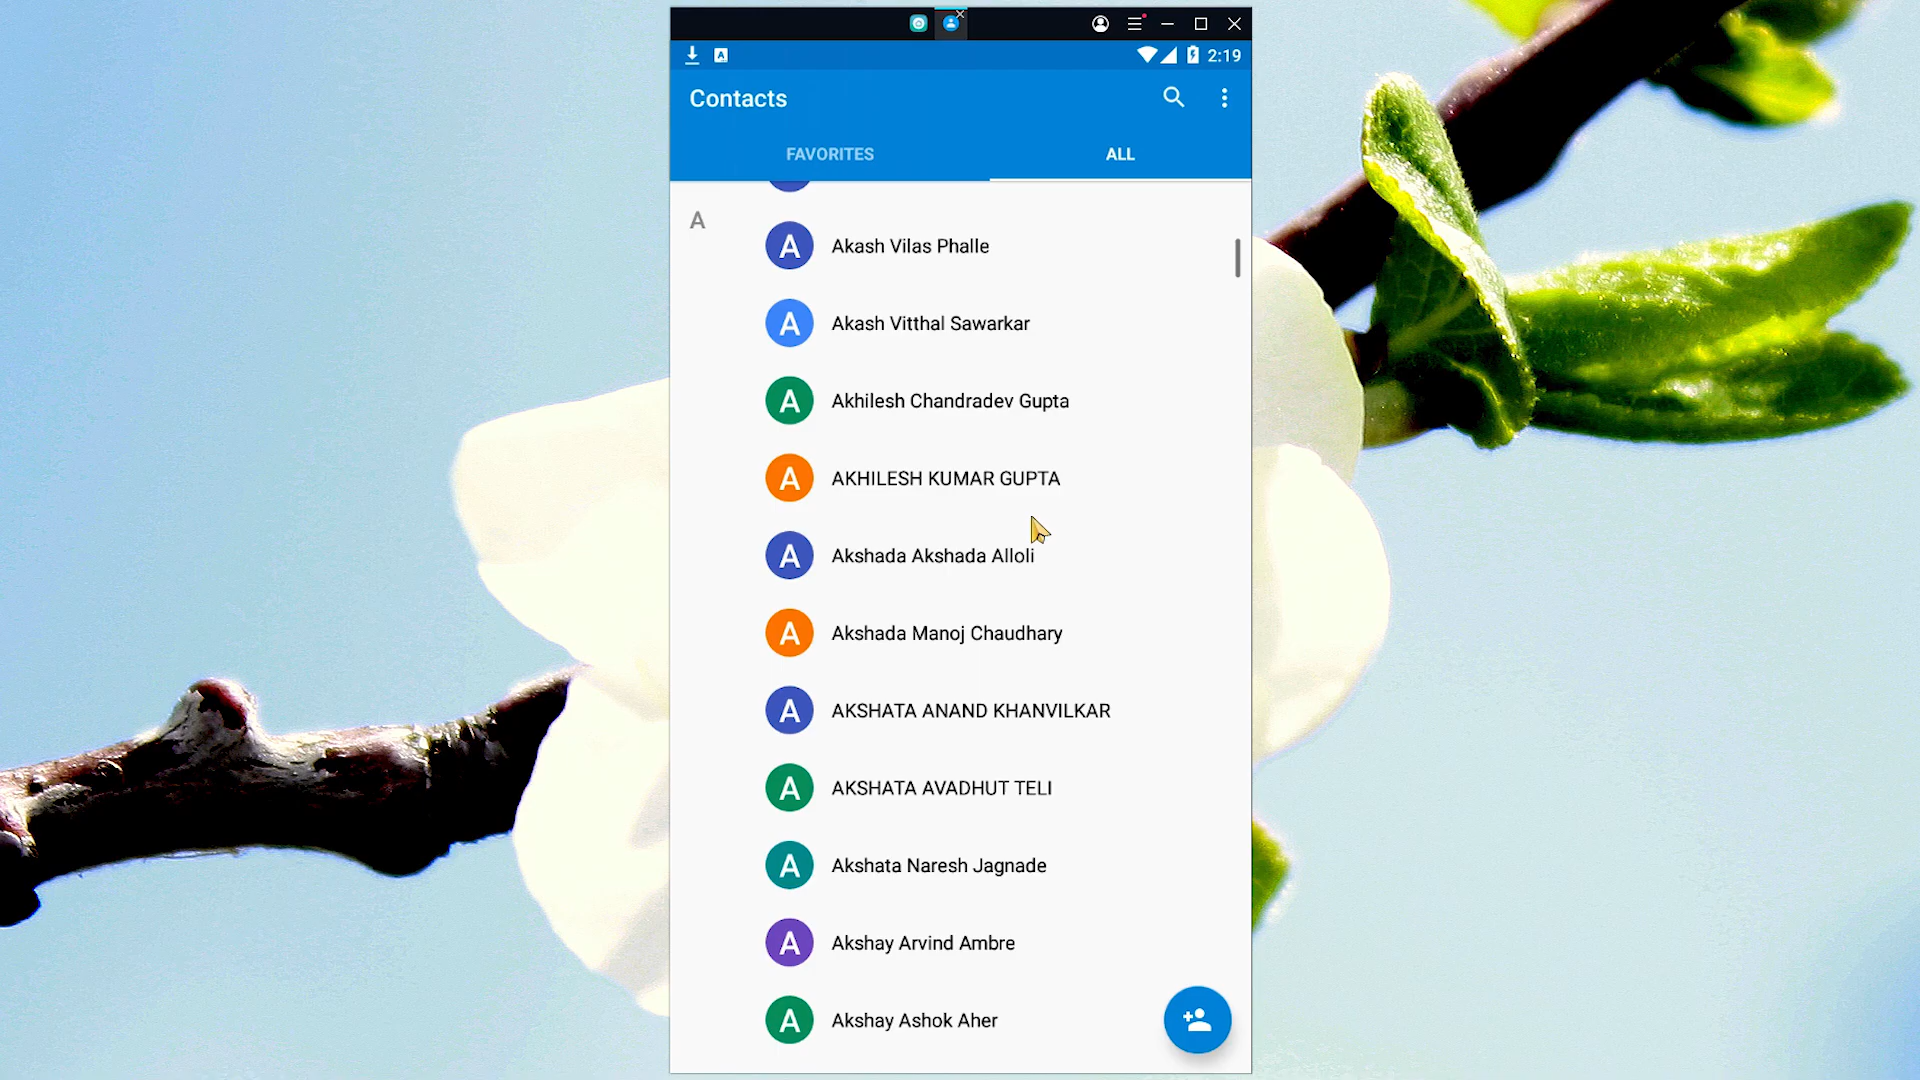 2:19
Contacts
FAVORITES
ALL
A
A Akash Vilas Phalle
A Akash Vitthal Sawarkar
A Akhilesh Chandradev Gupta
A AKHILESH KUMAR GUPTA
A Akshada Akshada Alloli
A Akshada Manoj Chaudhary
A AKSHATA ANAND KHANVILKAR
A AKSHATA AVADHUT TELI
A Akshata Naresh Jagnade
A Akshay Arvind Ambre
A Akshay Ashok Aher